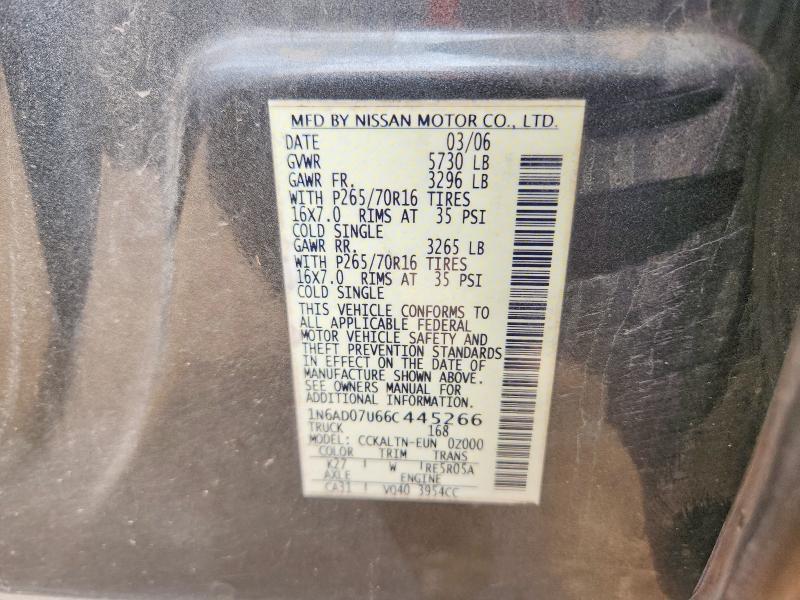 MFD BY NISSAN MOTOR CO., LTD.
DATE 03/06
GVWR 5730 LB
GAWR FR. 3296 LB
WITH P265/70R16 TIRES
16X7.0 RIMS AT 35 PSI
COLD SINGLE
GAWR RR. 3265 LB
WITH P265/70R16 TIRES
16X7.0 RIMS AT 35 PSI
COLD SINGLE
THIS VEHICLE CONFORMS TO
ALL APPLICABLE FEDERAL
MOTOR VEHICLE SAFETY AND
THEFT PREVENTION STANDARDS
IN EFFECT ON THE DATE OF
MANUFACTURE SHOWN ABOVE.
SEE OWNERS MANUAL FOR
ADDITIONAL INFORMATION.
1N6AD07U66C445266
TRUCK 168
MODEL: CCKALTN-EUN 0Z000
COLOR TRIM TRANS
K27 W RE5R05A
AXLE ENGINE
CA31 VQ40 3954CC